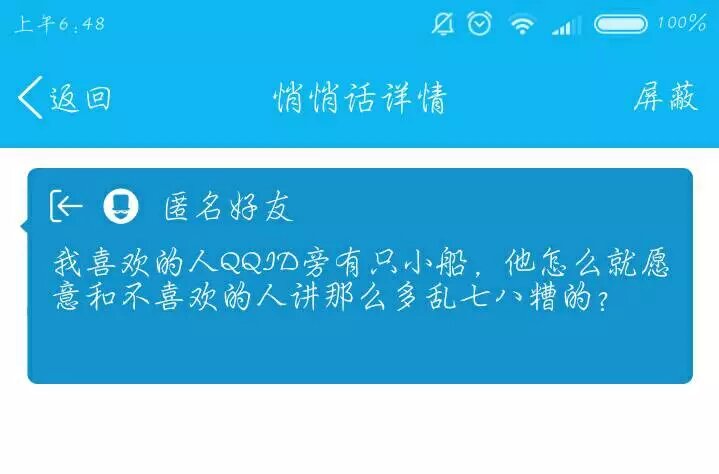 上午6:48
100%
返回
悄悄话详情
屏蔽
匿名好友
我喜欢的人QQID旁有只小船，他怎么就愿
意和不喜欢的人讲那么多乱七八糟的？